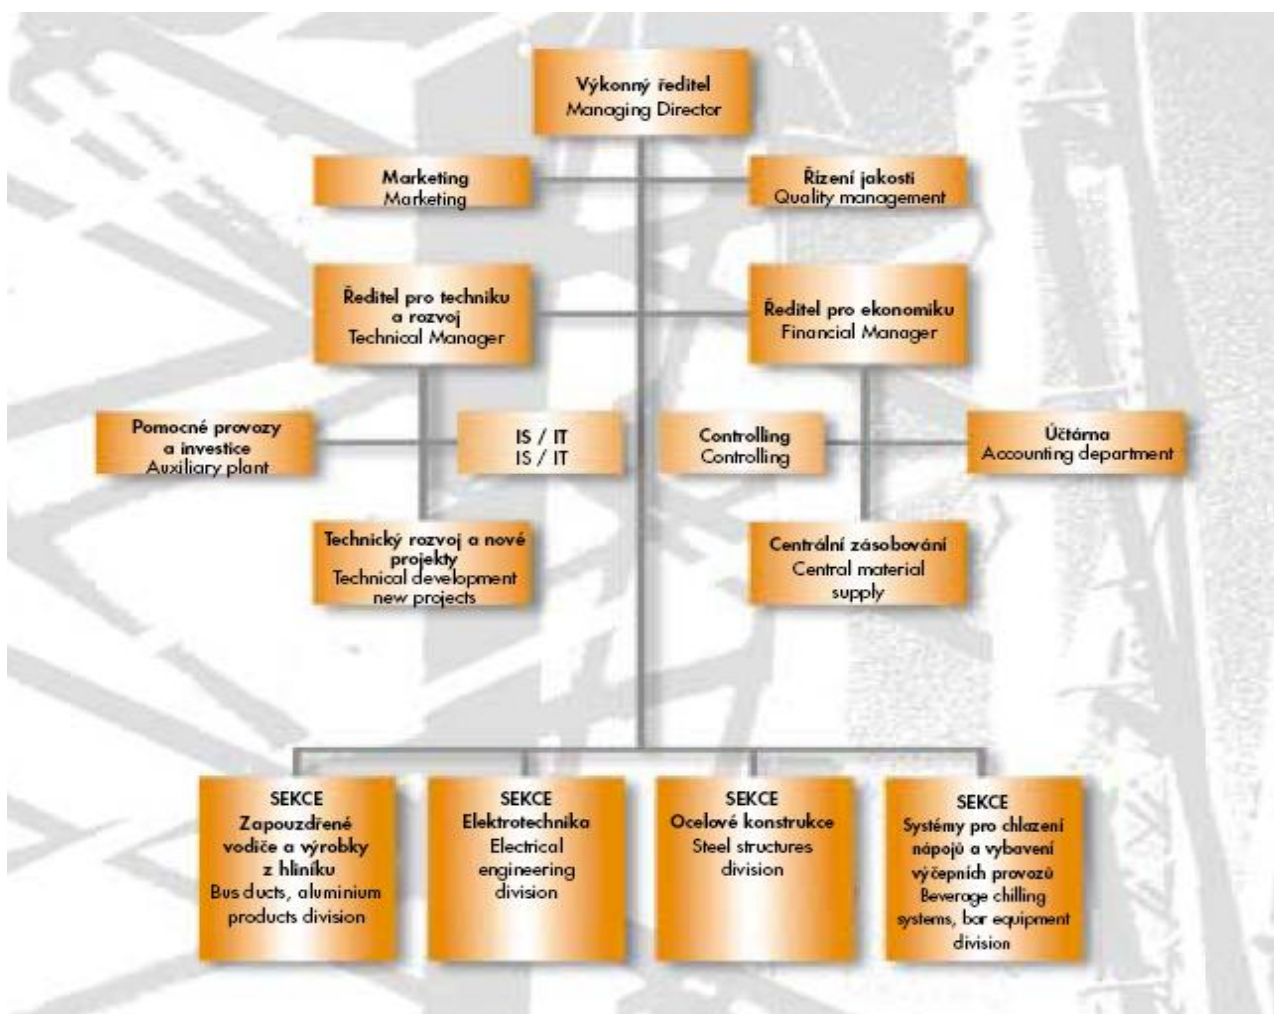 Výkonný ředitel
Managing Director
Marketing
Marketing
Řízení jakosti
Quality management
Ředitel pro techniku
a rozvoj
Technical Manager
Ředitel pro ekonomiku
Financial Manager
Pomocné provozy
a investice
Auxiliary plant
IS / IT
IS / IT
Controlling
Controlling
Účtárna
Accounting department
Technický rozvoj a nové
projekty
Technical development
new projects
Centrální zásobování
Central material
supply
SEKCE
Zapouzdřené
vodiče a výrobky
z hliníku
Bus ducts, aluminium
products division
SEKCE
Elektrotechnika
Electrical
engineering
division
SEKCE
Ocelové konstrukce
Steel structures
division
SEKCE
Systémy pro chlazení
nápojů a vybavení
výčepních provozů
Beverage chilling
systems, bar equipment
division